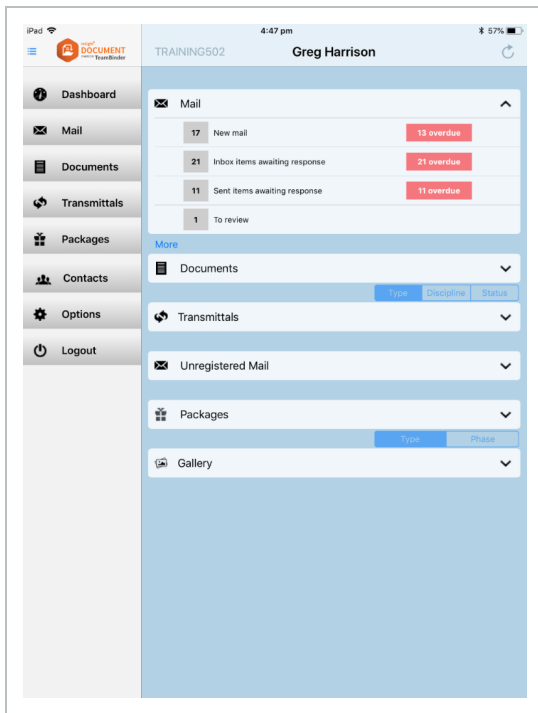 iPad 4:47 pm 57%
InEight®
DOCUMENT
TeamBinder
TRAINING502 Greg Harrison
Dashboard
Mail
Documents
Transmittals
Packages
Contacts
Options
Logout
Mail
17 New mail 13 overdue
21 Inbox items awaiting response 21 overdue
11 Sent items awaiting response 11 overdue
1 To review
More
Documents
Type Discipline Status
Transmittals
Unregistered Mail
Packages
Type Phase
Gallery